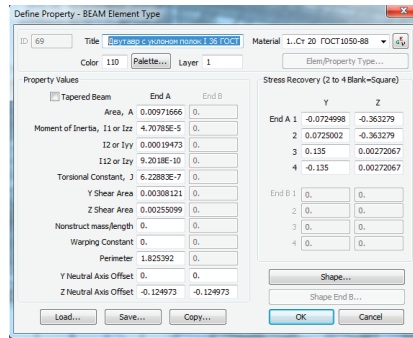 Define Property - BEAM Element Type
ID 69 Title Двутавр с уклоном полок 1 36 ГОСТ Material 1..Ст 20 ГОСТ1050-88
Color 110 Palette... Layer 1 Elem/Property Type...
Property Values Stress Recovery (2 to 4 Blank=Square)
Tapered Beam End A End B Y Z
Area, A 0.00971666 0. End A 1 -0.0724998 -0.363279
Moment of Inertia, I1 or Izz 4.70785E-5 0. 2 0.0725002 -0.363279
I2 or Iyy 0.00019473 0. 3 0.135 0.00272067
I12 or Izy 9.2018E-10 0. 4 -0.135 0.00272067
Torsional Constant, J 6.22883E-7 0.
Y Shear Area 0.00308121 0. End B 1 0. 0.
Z Shear Area 0.00255099 0. 2 0. 0.
Nonstruct mass/length 0. 0. 3 0. 0.
Warping Constant 0. 0. 4 0. 0.
Perimeter 1.825392 0.
Y Neutral Axis Offset 0. 0. Shape...
Z Neutral Axis Offset -0.124973 -0.124973 Shape End B...
Load... Save... Copy... OK Cancel